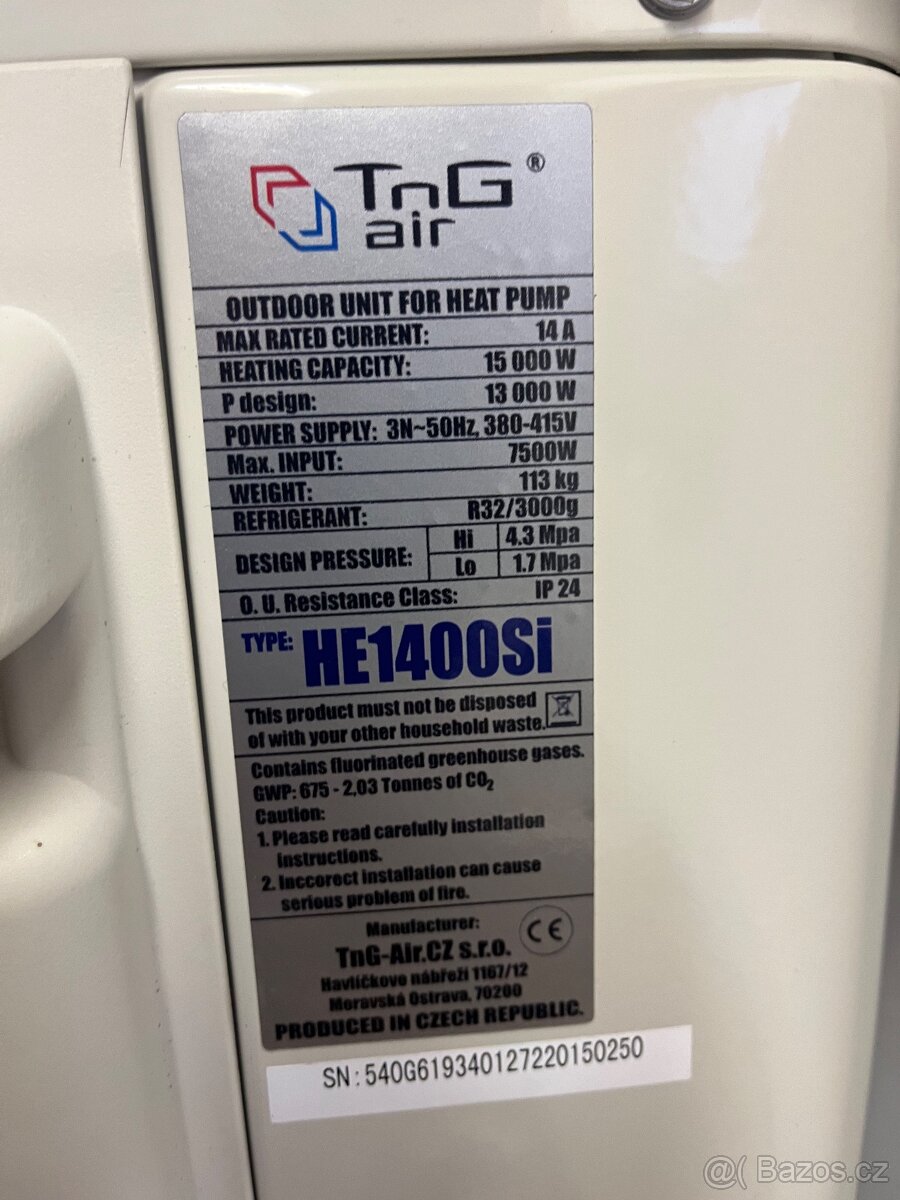 TnG ®
air
OUTDOOR UNIT FOR HEAT PUMP
MAX RATED CURRENT: 14 A
HEATING CAPACITY: 15 000 W
P design: 13 000 W
POWER SUPPLY: 3N~50Hz, 380-415V
Max. INPUT: 7500W
WEIGHT: 113 kg
REFRIGERANT: R32/3000g
DESIGN PRESSURE: Hi 4.3 Mpa
Lo 1.7 Mpa
O. U. Resistance Class: IP 24
TYPE: HE1400Si
This product must not be disposed
of with your other household waste.
Contains fluorinated greenhouse gases.
GWP: 675 - 2,03 Tonnes of CO₂
Caution:
1. Please read carefully installation
instructions.
2. Inccorect installation can cause
serious problem of fire.
Manufacturer:
TnG-Air.CZ s.r.o.
CE
Havlíčkovo nábřeží 1167/12
Moravská Ostrava, 70200
PRODUCED IN CZECH REPUBLIC.
SN: 540G619340127220150250
@( Bazos.cz